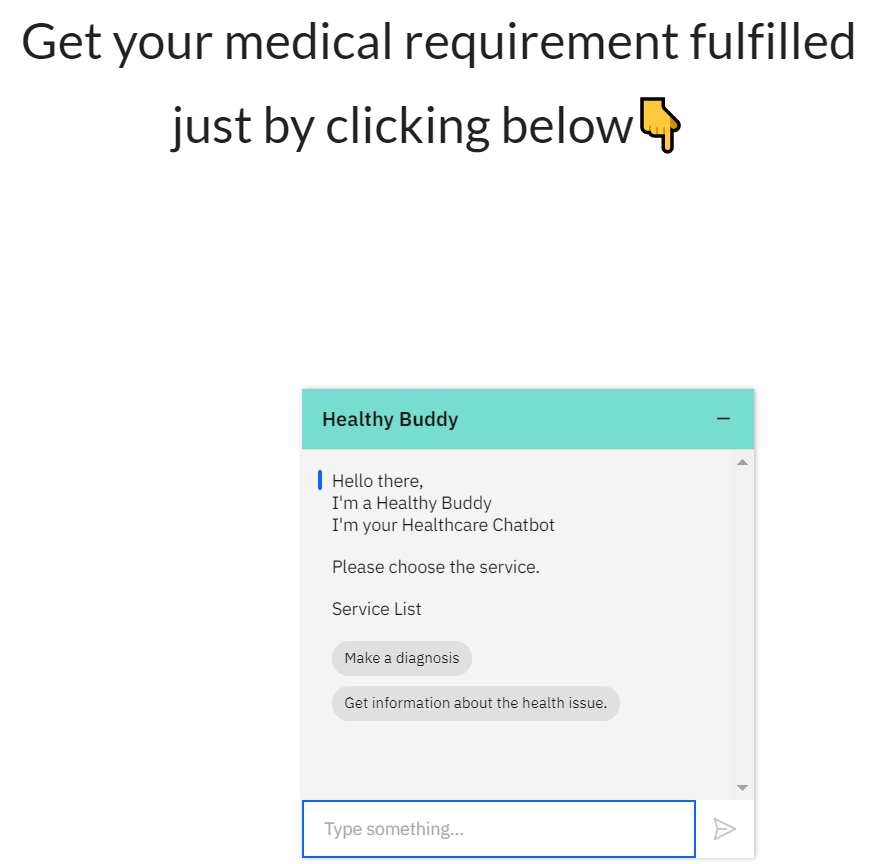 Get your medical requirement fulfilled
just by clicking below👇
Healthy Buddy
Hello there,
I'm a Healthy Buddy
I'm your Healthcare Chatbot
Please choose the service.
Service List
Make a diagnosis
Get information about the health issue.
Type something...